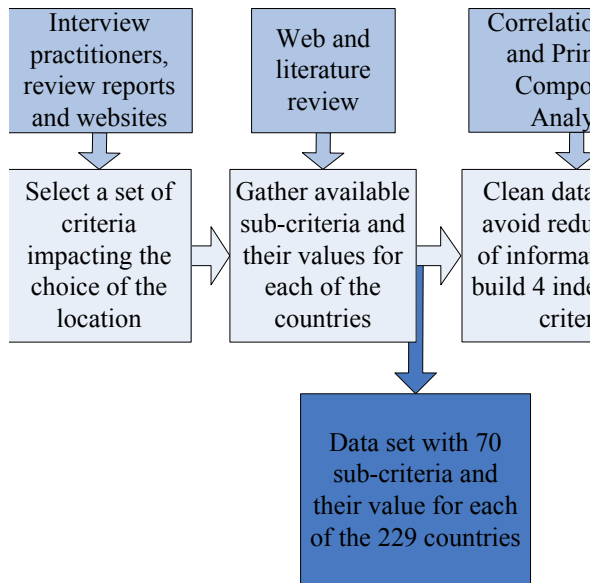 Interview
practitioners,
review reports
and websites
Web and
literature
review
Correlatio
and Prin
Compo
Analy
Select a set of
criteria
impacting the
choice of the
location
Gather available
sub-criteria and
their values for
each of the
countries
Clean data
avoid redu
of informa
build 4 inde
criter
Data set with 70
sub-criteria and
their value for each
of the 229 countries